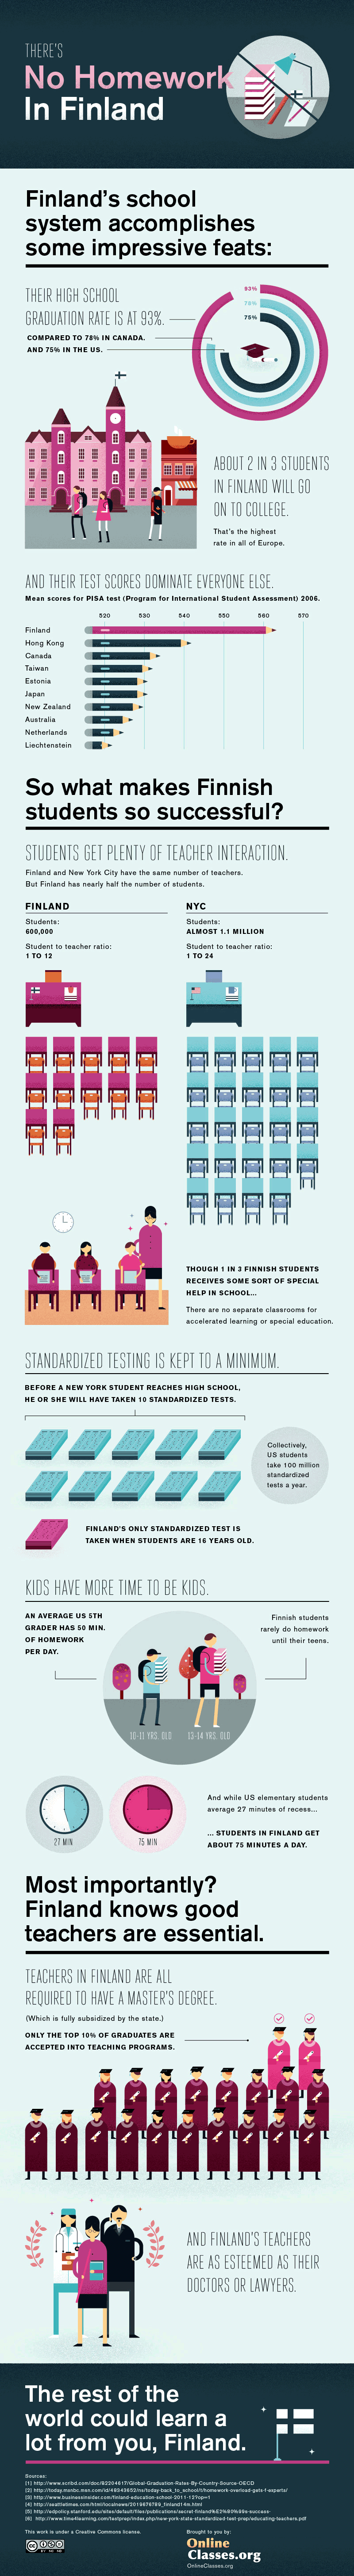 THERE'S
No Homework
In Finland
Finland's school
system accomplishes
some impressive feats:
THEIR HIGH SCHOOL
GRADUATION RATE IS AT 93%.
COMPARED TO 78% IN CANADA.
AND 75% IN THE US.
93%
78%
75%
ABOUT 2 IN 3 STUDENTS
IN FINLAND WILL GO
ON TO COLLEGE.
That's the highest
rate in all of Europe.
AND THEIR TEST SCORES DOMINATE EVERYONE ELSE.
Mean scores for PISA test (Program for International Student Assessment) 2006.
520 530 540 550 560 570
Finland
Hong Kong
Canada
Taiwan
Estonia
Japan
New Zealand
Australia
Netherlands
Liechtenstein
So what makes Finnish
students so successful?
STUDENTS GET PLENTY OF TEACHER INTERACTION.
Finland and New York City have the same number of teachers.
But Finland has nearly half the number of students.
FINLAND
Students:
600,000
Student to teacher ratio:
1 TO 12
NYC
Students:
ALMOST 1.1 MILLION
Student to teacher ratio:
1 TO 24
THOUGH 1 IN 3 FINNISH STUDENTS
RECEIVES SOME SORT OF SPECIAL
HELP IN SCHOOL...
There are no separate classrooms for
accelerated learning or special education.
STANDARDIZED TESTING IS KEPT TO A MINIMUM.
BEFORE A NEW YORK STUDENT REACHES HIGH SCHOOL,
HE OR SHE WILL HAVE TAKEN 10 STANDARDIZED TESTS.
Collectively,
US students
take 100 million
standardized
tests a year.
FINLAND'S ONLY STANDARDIZED TEST IS
TAKEN WHEN STUDENTS ARE 16 YEARS OLD.
KIDS HAVE MORE TIME TO BE KIDS.
AN AVERAGE US 5TH
GRADER HAS 50 MIN.
OF HOMEWORK
PER DAY.
Finnish students
rarely do homework
until their teens.
10-11 YRS. OLD
13-14 YRS. OLD
27 MIN
75 MIN
And while US elementary students
average 27 minutes of recess...
... STUDENTS IN FINLAND GET
ABOUT 75 MINUTES A DAY.
Most importantly?
Finland knows good
teachers are essential.
TEACHERS IN FINLAND ARE ALL
REQUIRED TO HAVE A MASTER'S DEGREE.
(Which is fully subsidized by the state.)
ONLY THE TOP 10% OF GRADUATES ARE
ACCEPTED INTO TEACHING PROGRAMS.
AND FINLAND'S TEACHERS
ARE AS ESTEEMED AS THEIR
DOCTORS OR LAWYERS.
The rest of the
world could learn a
lot from you, Finland.
Sources:
This work is under a Creative Commons license.
Brought to you by:
Online
Classes.org
OnlineClasses.org